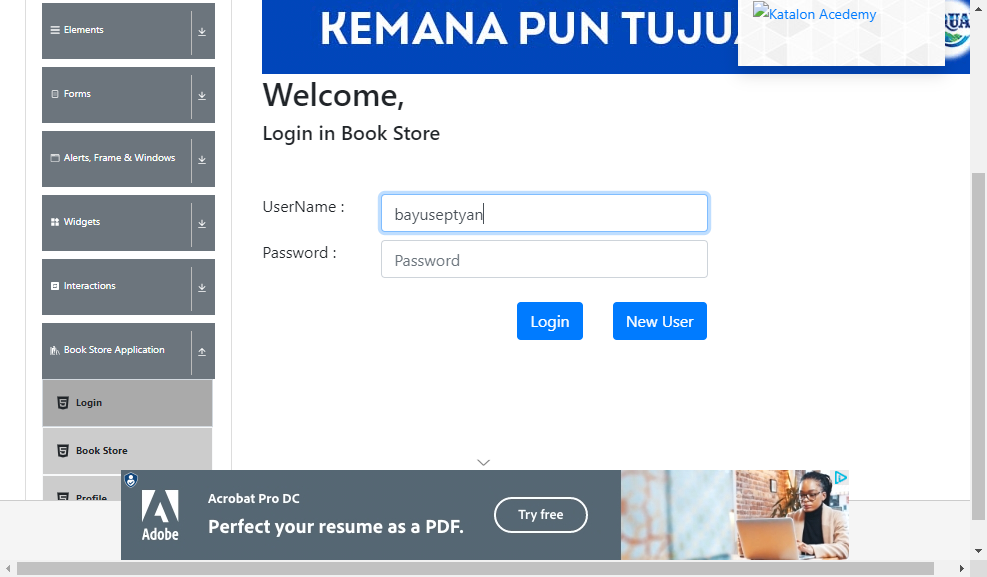 Elements
Forms
Alerts, Frame & Windows
Widgets
Interactions
Book Store Application
Login
Book Store
Profile
KEMANA PUN TUJUA
Katalon Acedemy
Welcome,
Login in Book Store
UserName :
bayuseptyan
Password :
Password
Login
New User
Adobe
Acrobat Pro DC
Perfect your resume as a PDF.
Try free